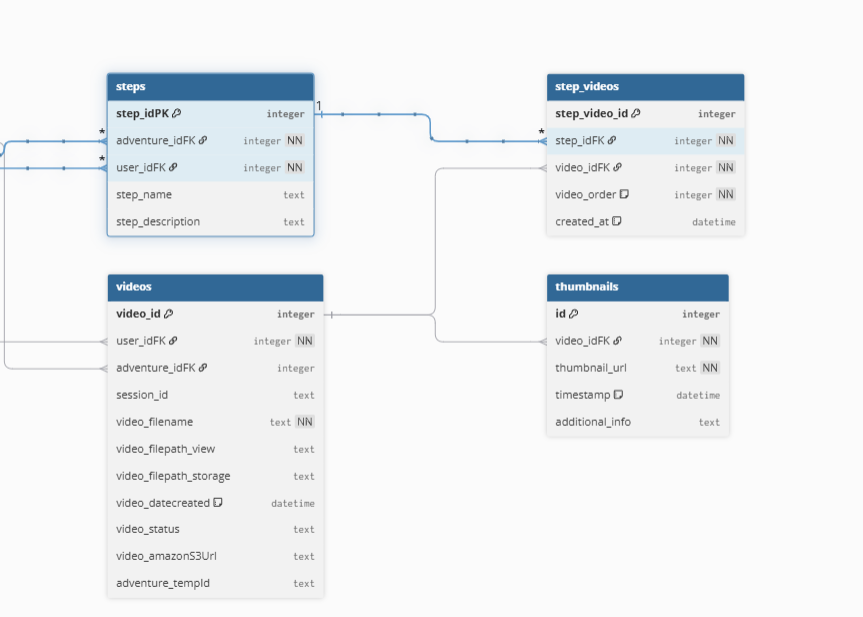 steps
step_idPK integer
adventure_idFK integer NN
user_idFK integer NN
step_name text
step_description text
1
*
*
*
step_videos
step_video_id integer
step_idFK integer NN
video_idFK integer NN
video_order integer NN
created_at datetime
videos
video_id integer
user_idFK integer NN
adventure_idFK integer
session_id text
video_filename text NN
video_filepath_view text
video_filepath_storage text
video_datecreated datetime
video_status text
video_amazonS3Url text
adventure_tempId text
thumbnails
id integer
video_idFK integer NN
thumbnail_url text NN
timestamp datetime
additional_info text